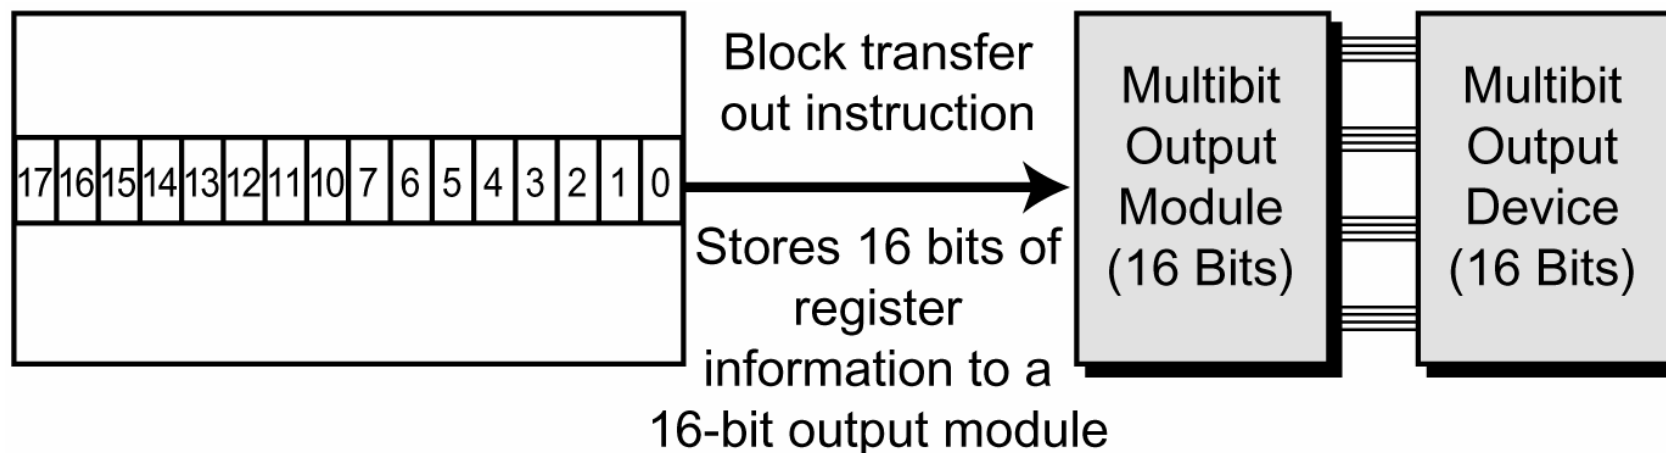 17 16 15 14 13 12 11 10 7 6 5 4 3 2 1 0
Block transfer
out instruction
Stores 16 bits of
register
information to a
16-bit output module
Multibit
Output
Module
(16 Bits)
Multibit
Output
Device
(16 Bits)